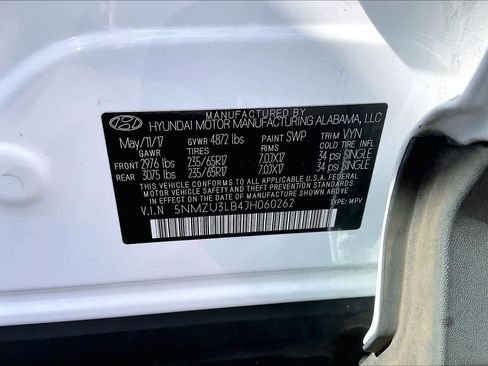 MANUFACTURED BY
HYUNDAI MOTOR MANUFACTURING ALABAMA, LLC
May/11/17 GVWR 4872 lbs PAINT SWP TRIM VYN
GAWR TIRES RIMS COLD TIRE INFL
FRONT 2976 lbs 235/65R17 7.0JX17 34 psi SINGLE
REAR 3075 lbs 235/65R17 7.0JX17 34 psi SINGLE
THIS VEHICLE CONFORMS TO ALL APPLICABLE U.S.A. FEDERAL MOTOR VEHICLE
SAFETY AND THEFT PREVENTION STANDARDS IN EFFECT ON THE DATE OF
MANUFACTURE SHOWN ABOVE.
V.I.N 5NMZU3LB4JH060262 TYPE: MPV